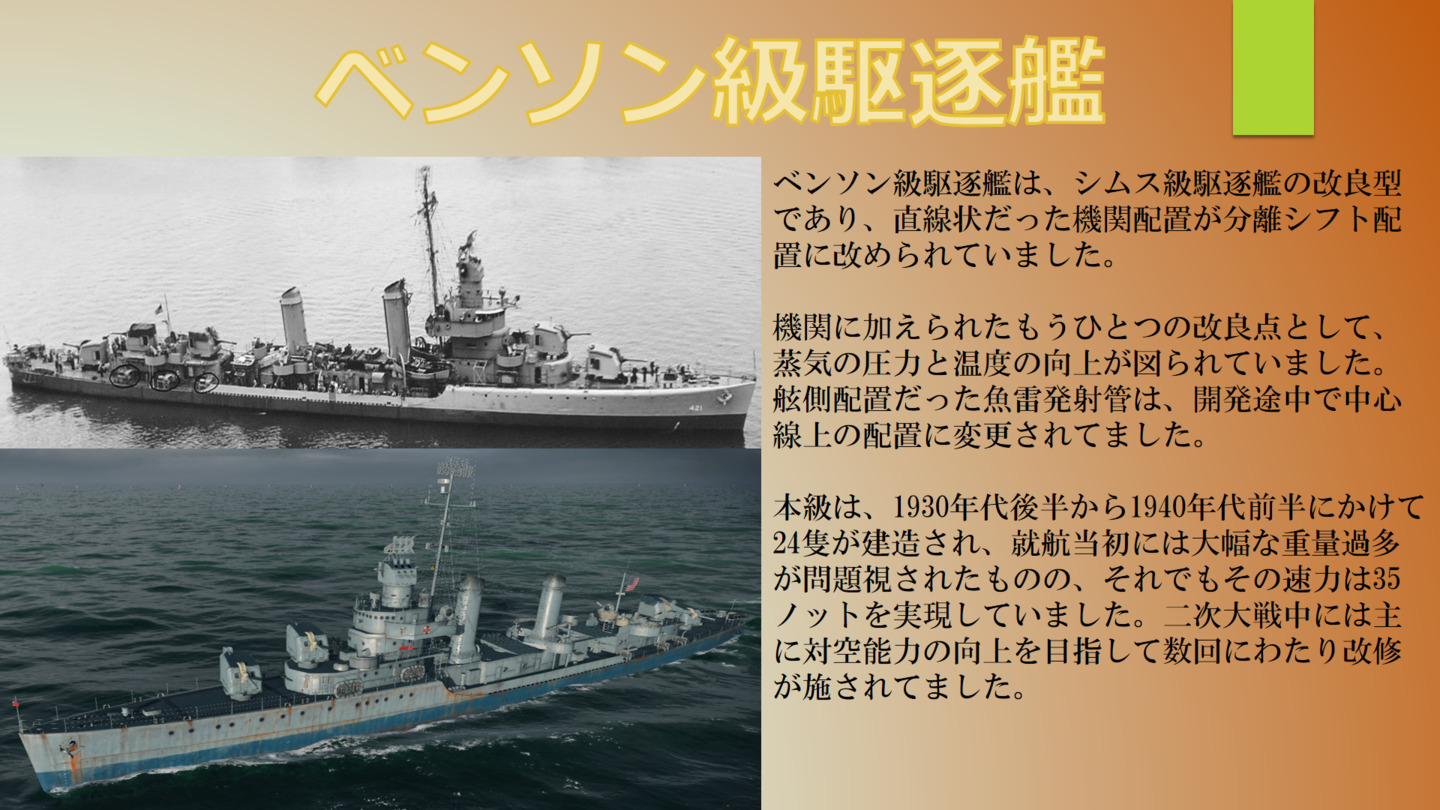 ベンソン級駆逐艦
ベンソン級駆逐艦は、シムス級駆逐艦の改良型
であり、直線状だった機関配置が分離シフト配
置に改められていました。
機関に加えられたもうひとつの改良点として、
蒸気の圧力と温度の向上が図られていました。
舷側配置だった魚雷発射管は、開発途中で中心
線上の配置に変更されてました。
本級は、1930年代後半から1940年代前半にかけて
24隻が建造され、就航当初には大幅な重量過多
が問題視されたものの、それでもその速力は35
ノットを実現していました。二次大戦中には主
に対空能力の向上を目指して数回にわたり改修
が施されてました。
421